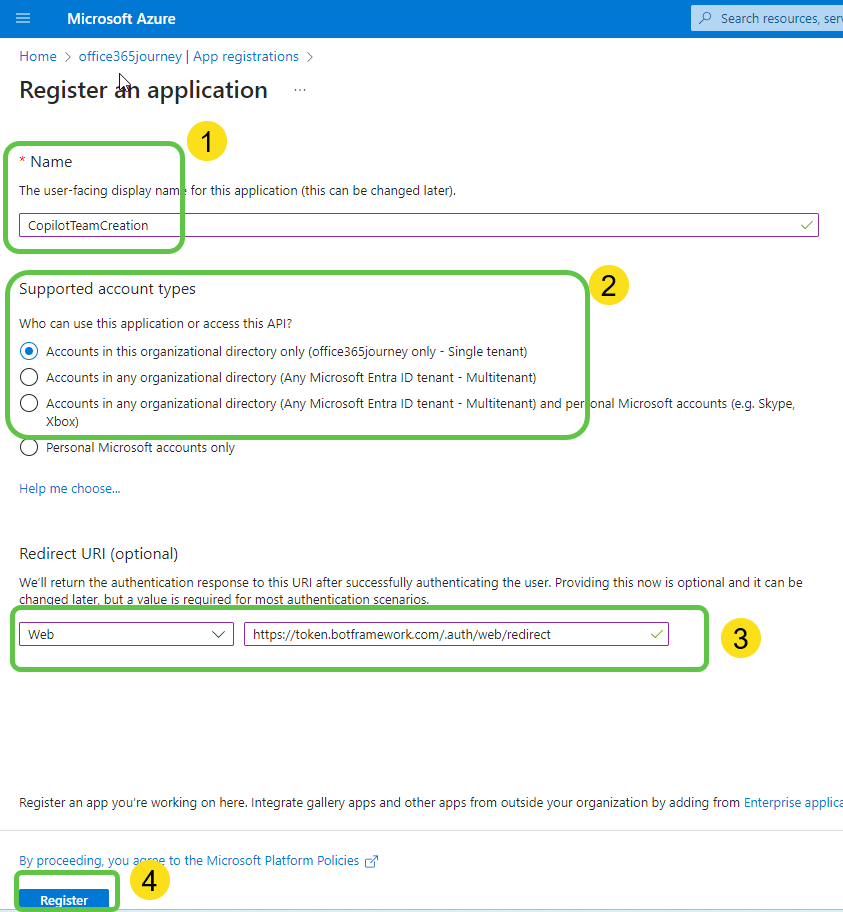 Microsoft Azure
Search resources, ser
Home > office365journey | App registrations >
Register an application ...
1
* Name
The user-facing display name for this application (this can be changed later).
CopilotTeamCreation
2
Supported account types
Who can use this application or access this API?
Accounts in this organizational directory only (office365journey only - Single tenant)
Accounts in any organizational directory (Any Microsoft Entra ID tenant - Multitenant)
Accounts in any organizational directory (Any Microsoft Entra ID tenant - Multitenant) and personal Microsoft accounts (e.g. Skype,
Xbox)
Personal Microsoft accounts only
Help me choose...
Redirect URI (optional)
We'll return the authentication response to this URI after successfully authenticating the user. Providing this now is optional and it can be
changed later, but a value is required for most authentication scenarios.
Web
https://token.botframework.com/.auth/web/redirect
3
Register an app you're working on here. Integrate gallery apps and other apps from outside your organization by adding from Enterprise applica
By proceeding, you agree to the Microsoft Platform Policies
4
Register